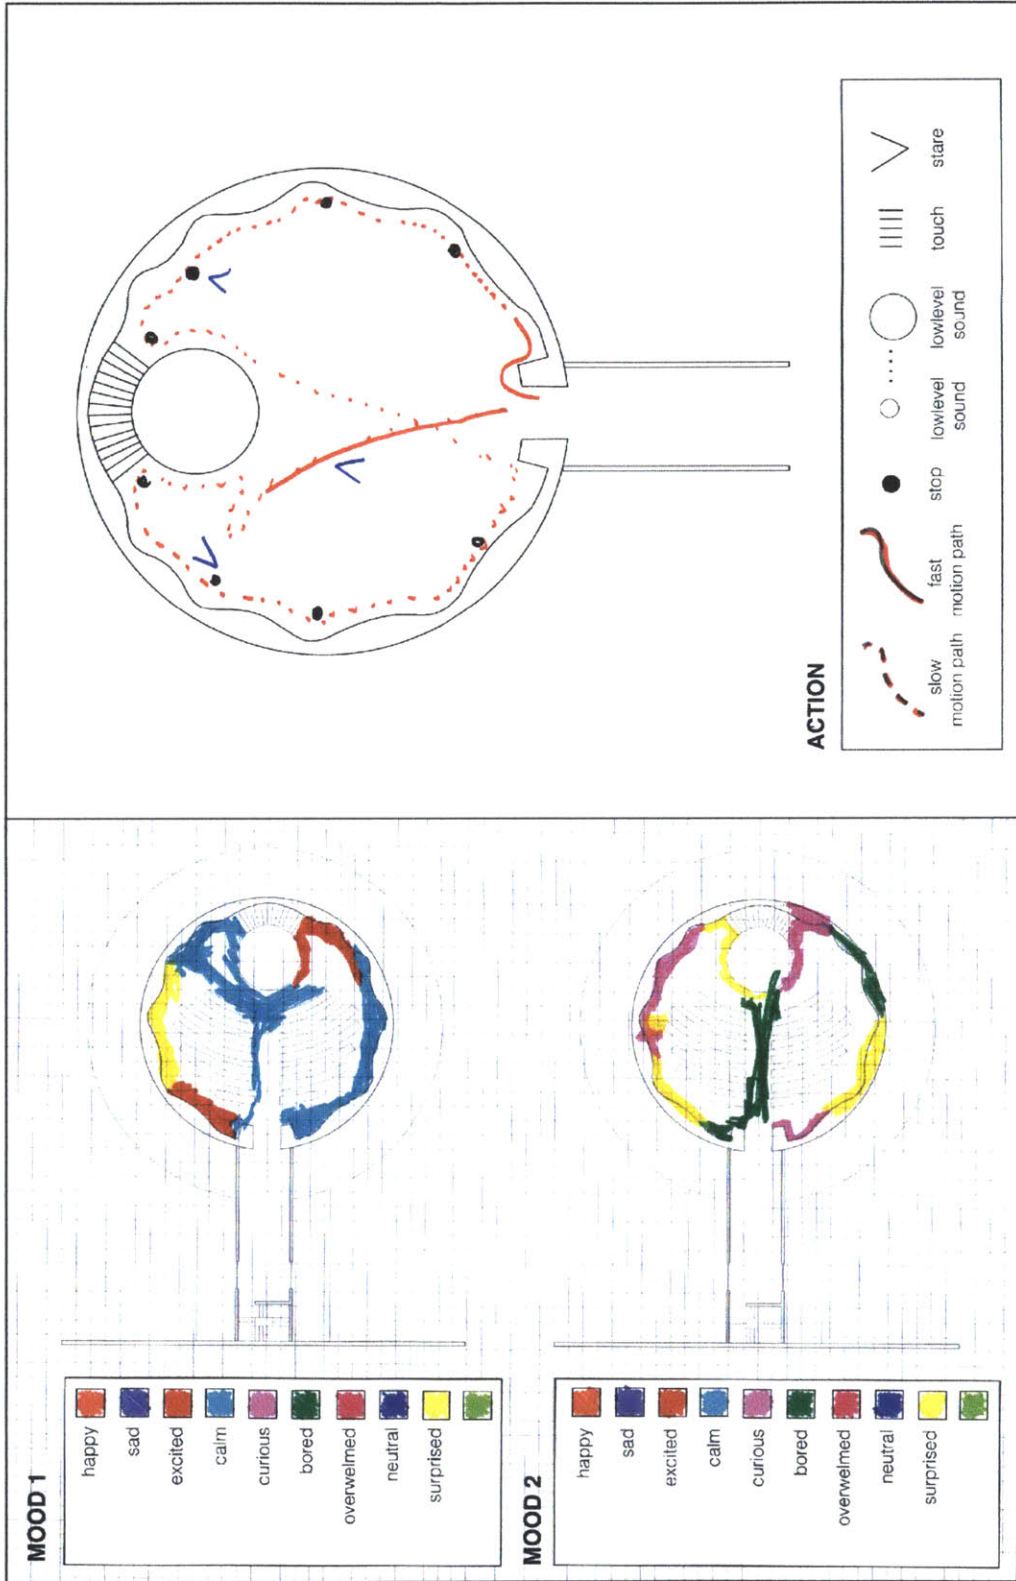 MOOD 1
happy
sad
excited
calm
curious
bored
overwelmed
neutral
surprised
MOOD 2
happy
sad
excited
calm
curious
bored
overwelmed
neutral
surprised
ACTION
slow
motion path
fast
motion path
stop
lowlevel
sound
lowlevel
sound
touch
stare